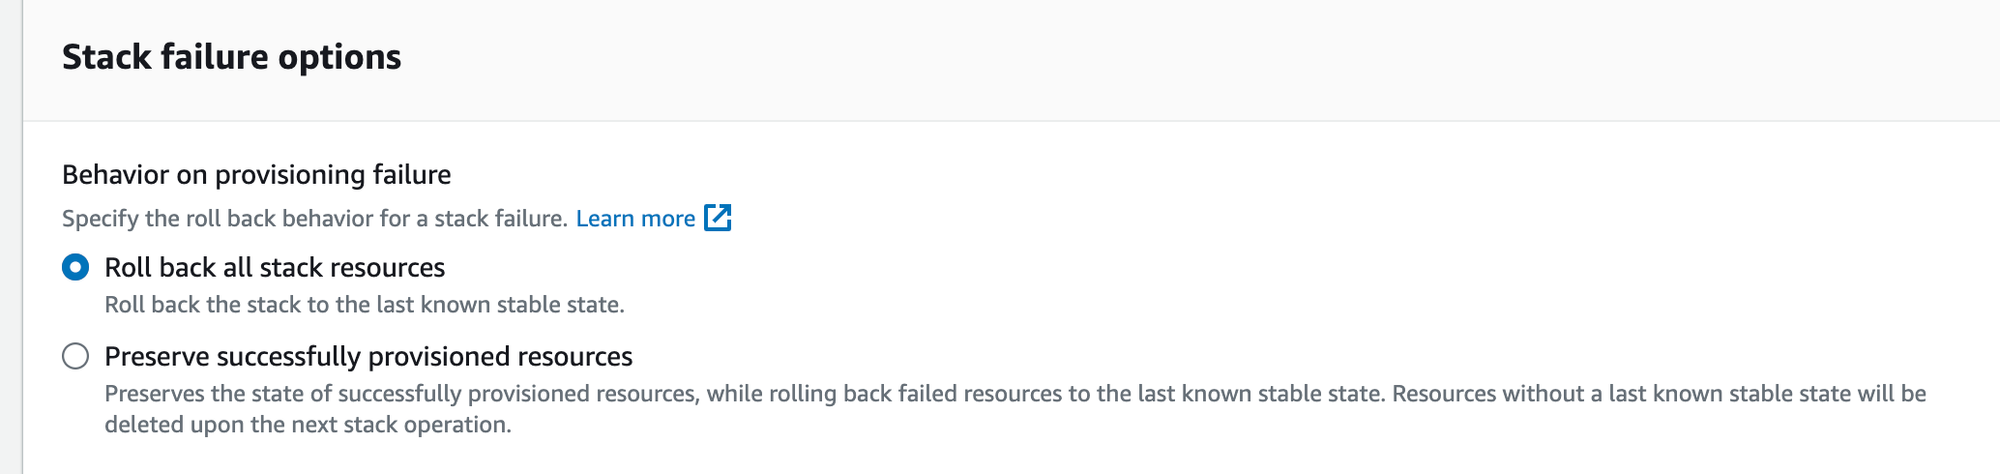 Stack failure options
Behavior on provisioning failure
Specify the roll back behavior for a stack failure. Learn more
Roll back all stack resources
Roll back the stack to the last known stable state.
Preserve successfully provisioned resources
Preserves the state of successfully provisioned resources, while rolling back failed resources to the last known stable state. Resources without a last known stable state will be
deleted upon the next stack operation.